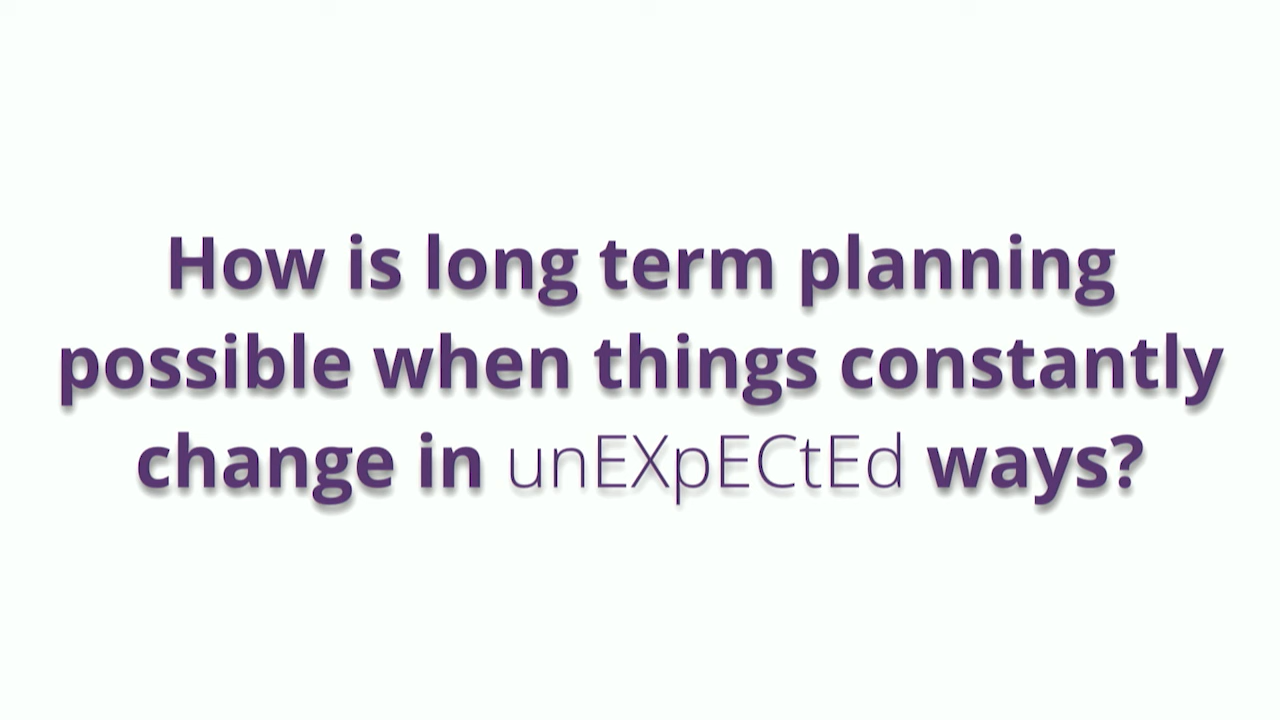 How is long term planning
possible when things constantly
change in unEXpECtEd ways?